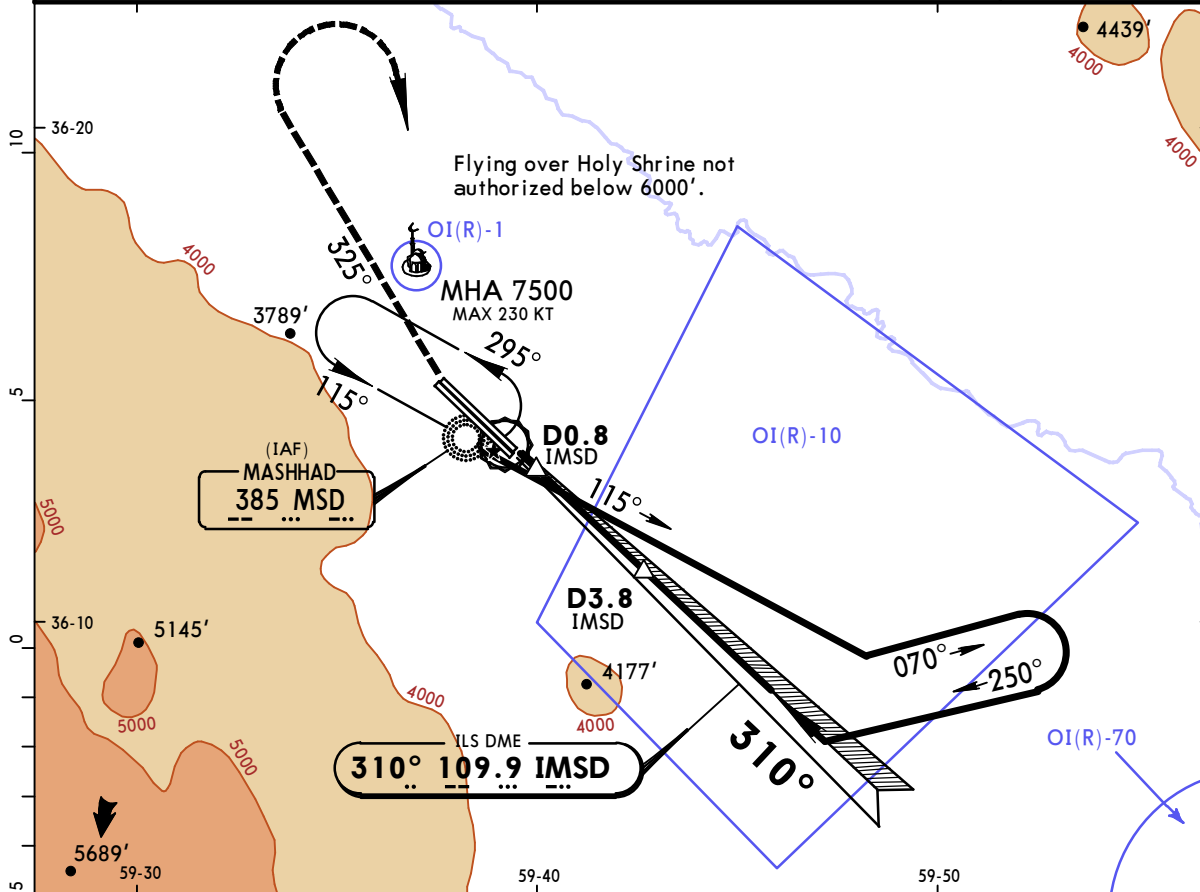 4439'
4000
4000
10
36-20
Flying over Holy Shrine not
authorized below 6000'.
OI(R)-1
4000
325°
MHA 7500
MAX 230 KT
3789'
295°
115°
5
D0.8
IMSD
OI(R)-10
(IAF)
MASHHAD
385 MSD
115°
5000
D3.8
IMSD
36-10
5145'
0
070°
250°
4177'
4000
5000
4000
5000
310°
OI(R)-70
ILS DME
310° 109.9 IMSD
5689'
59-30
59-40
59-50
5